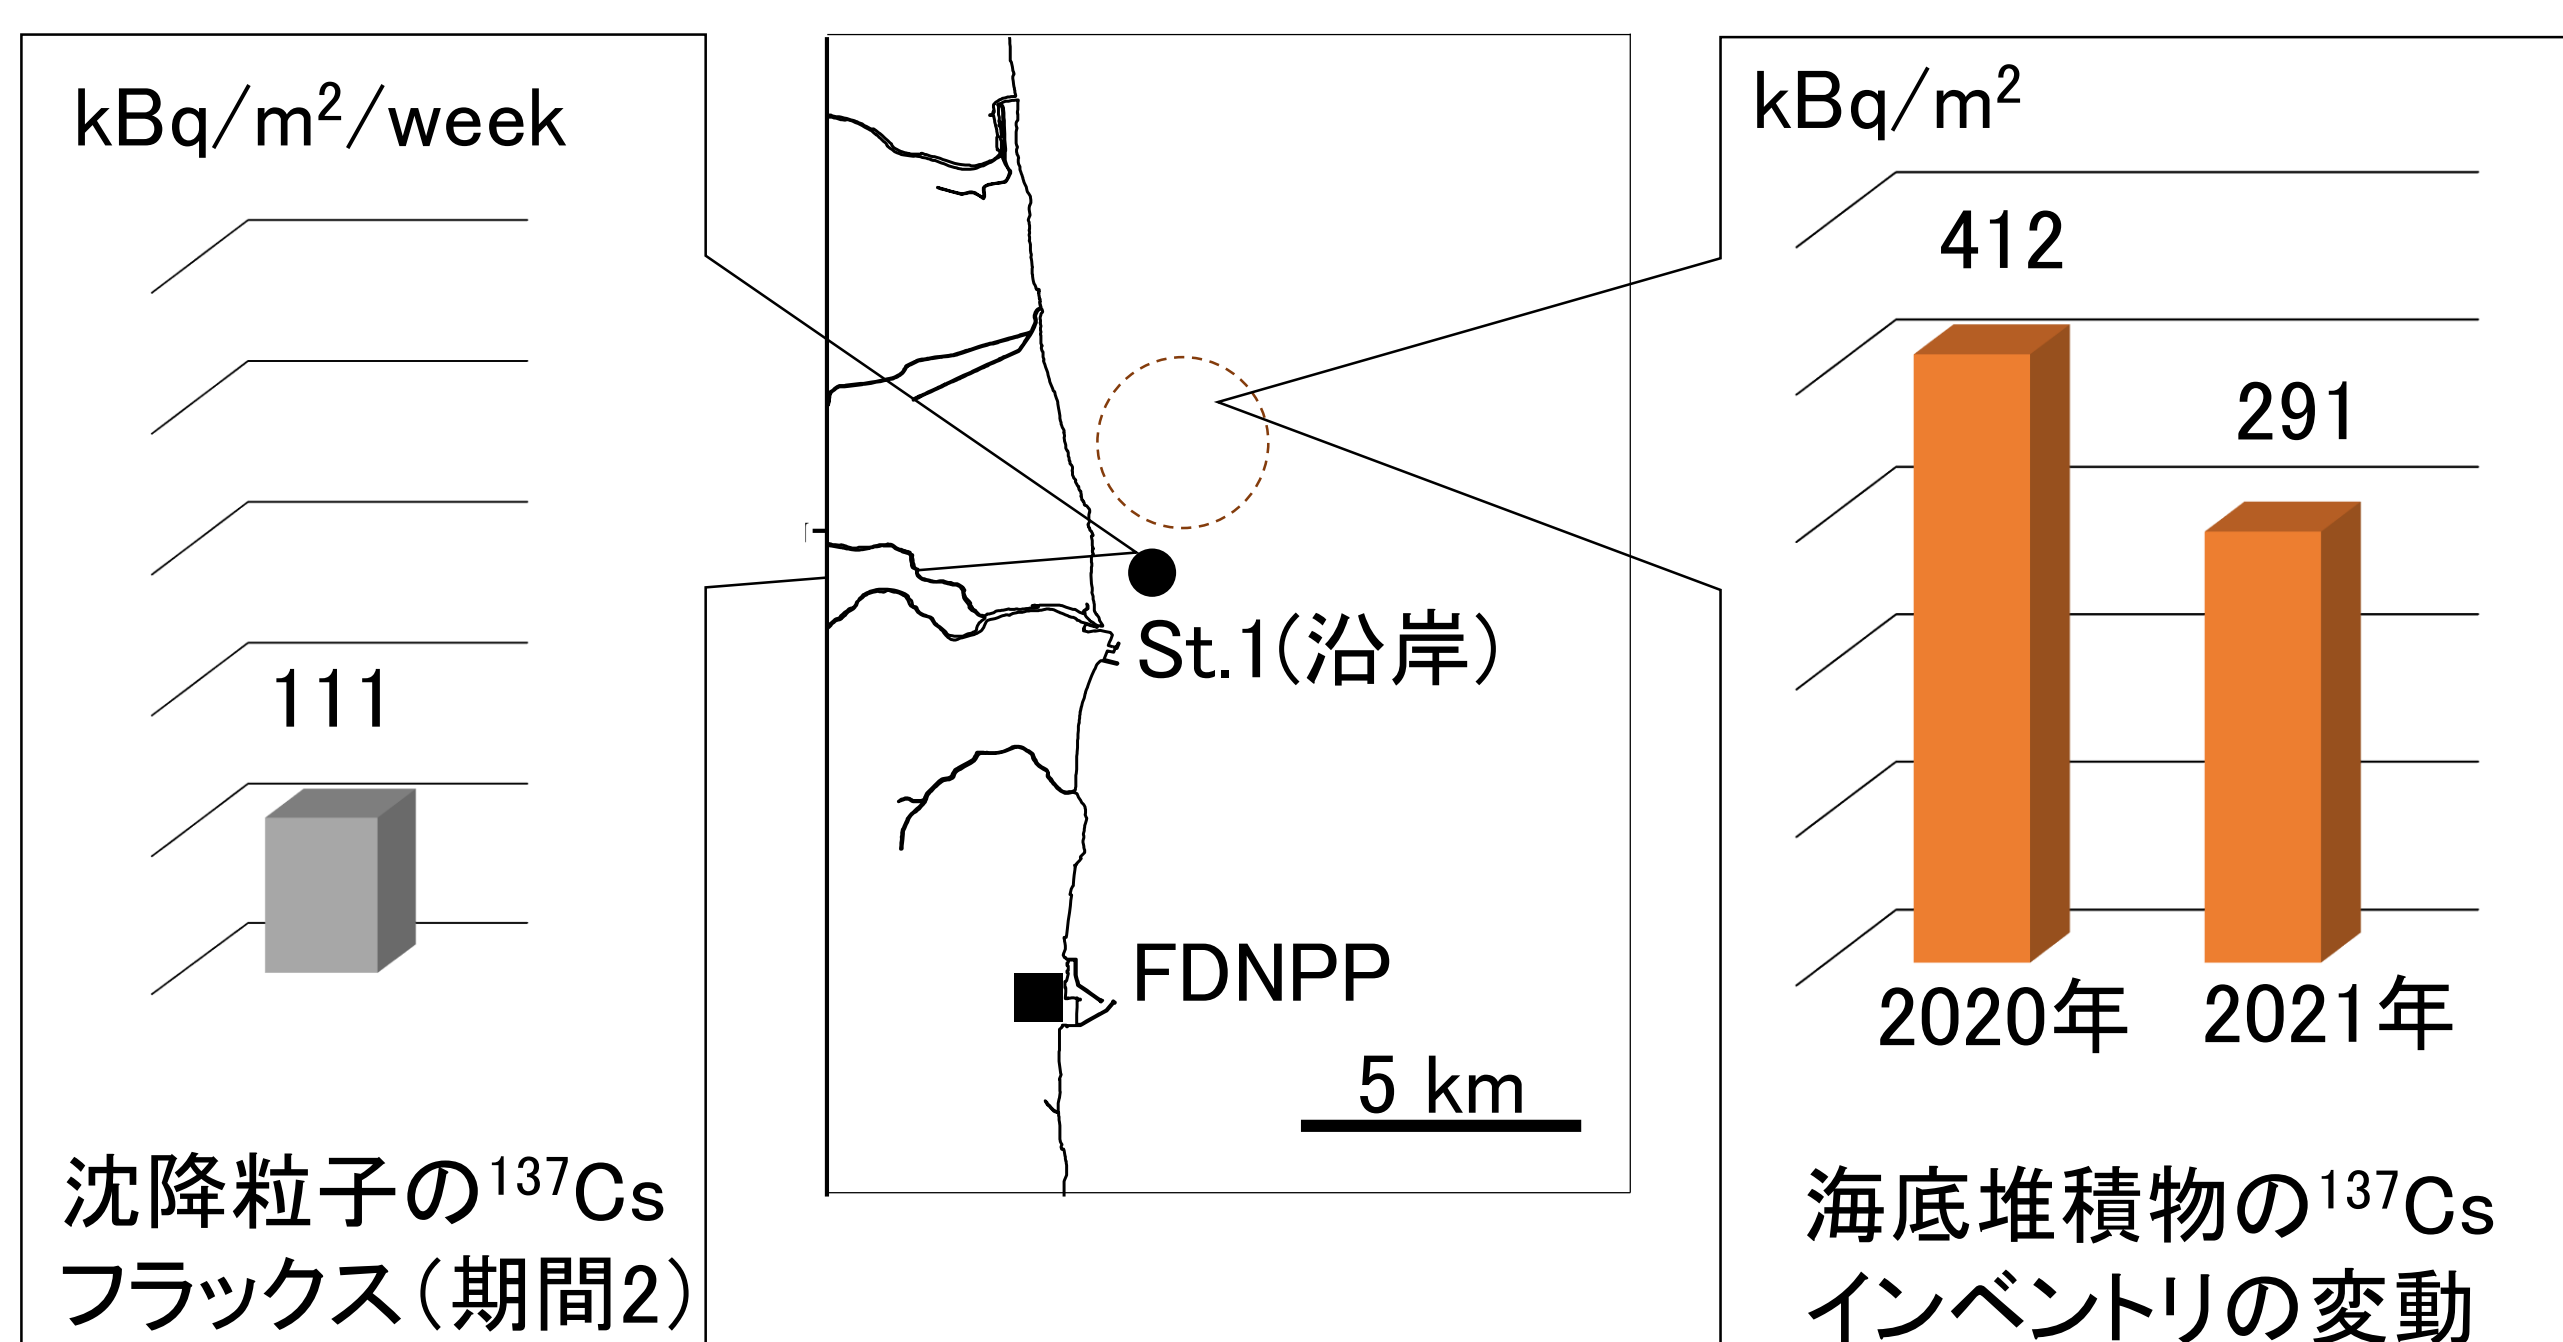 kBq/m²/week
111
沈降粒子の¹³⁷Cs
フラックス(期間2)
St.1(沿岸)
FDNPP
5 km
kBq/m²
412
291
2020年
2021年
海底堆積物の¹³⁷Cs
インベントリの変動